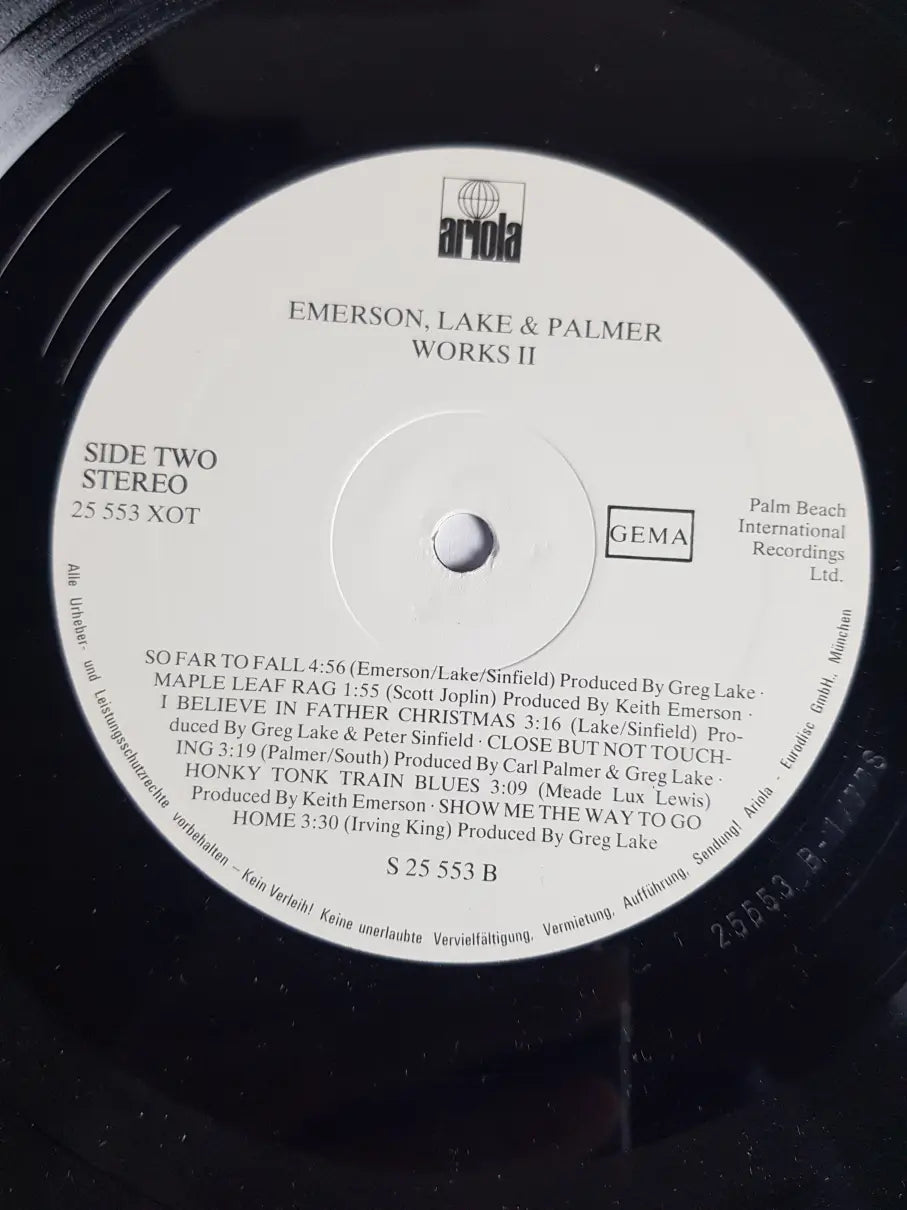 ariola
EMERSON, LAKE & PALMER
WORKS II
SIDE TWO
STEREO
25 553 XOT
GEMA
Palm Beach
International
Recordings
Ltd.
SO FAR TO FALL 4:56 (Emerson/Lake/Sinfield) Produced By Greg Lake ·
MAPLE LEAF RAG 1:55 (Scott Joplin) Produced By Keith Emerson ·
I BELIEVE IN FATHER CHRISTMAS 3:16 (Lake/Sinfield) Pro-
duced By Greg Lake & Peter Sinfield · CLOSE BUT NOT TOUCH-
ING 3:19 (Palmer/South) Produced By Carl Palmer & Greg Lake ·
HONKY TONK TRAIN BLUES 3:09 (Meade Lux Lewis)
Produced By Keith Emerson · SHOW ME THE WAY TO GO
HOME 3:30 (Irving King) Produced By Greg Lake
S 25 553 B
Alle Urheber- und Leistungsschutzrechte vorbehalten – Kein Verleih! Keine unerlaubte Vervielfältigung, Vermietung, Aufführung, Sendung! Ariola - Eurodisc GmbH., München
25553 B-1/77 S